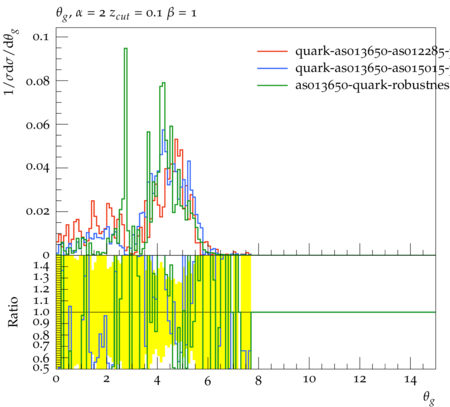 θg, α = 2 zcut = 0.1 β = 1
1/σdσ/dθg
0.1
0.08
0.06
0.04
0.02
0
quark-aso13650-aso12285-
quark-aso13650-aso15015-
aso13650-quark-robustnes
Ratio
1.4
1.3
1.2
1.1
1.0
0.9
0.8
0.7
0.6
0.5
0 2 4 6 8 10 12 14
θg